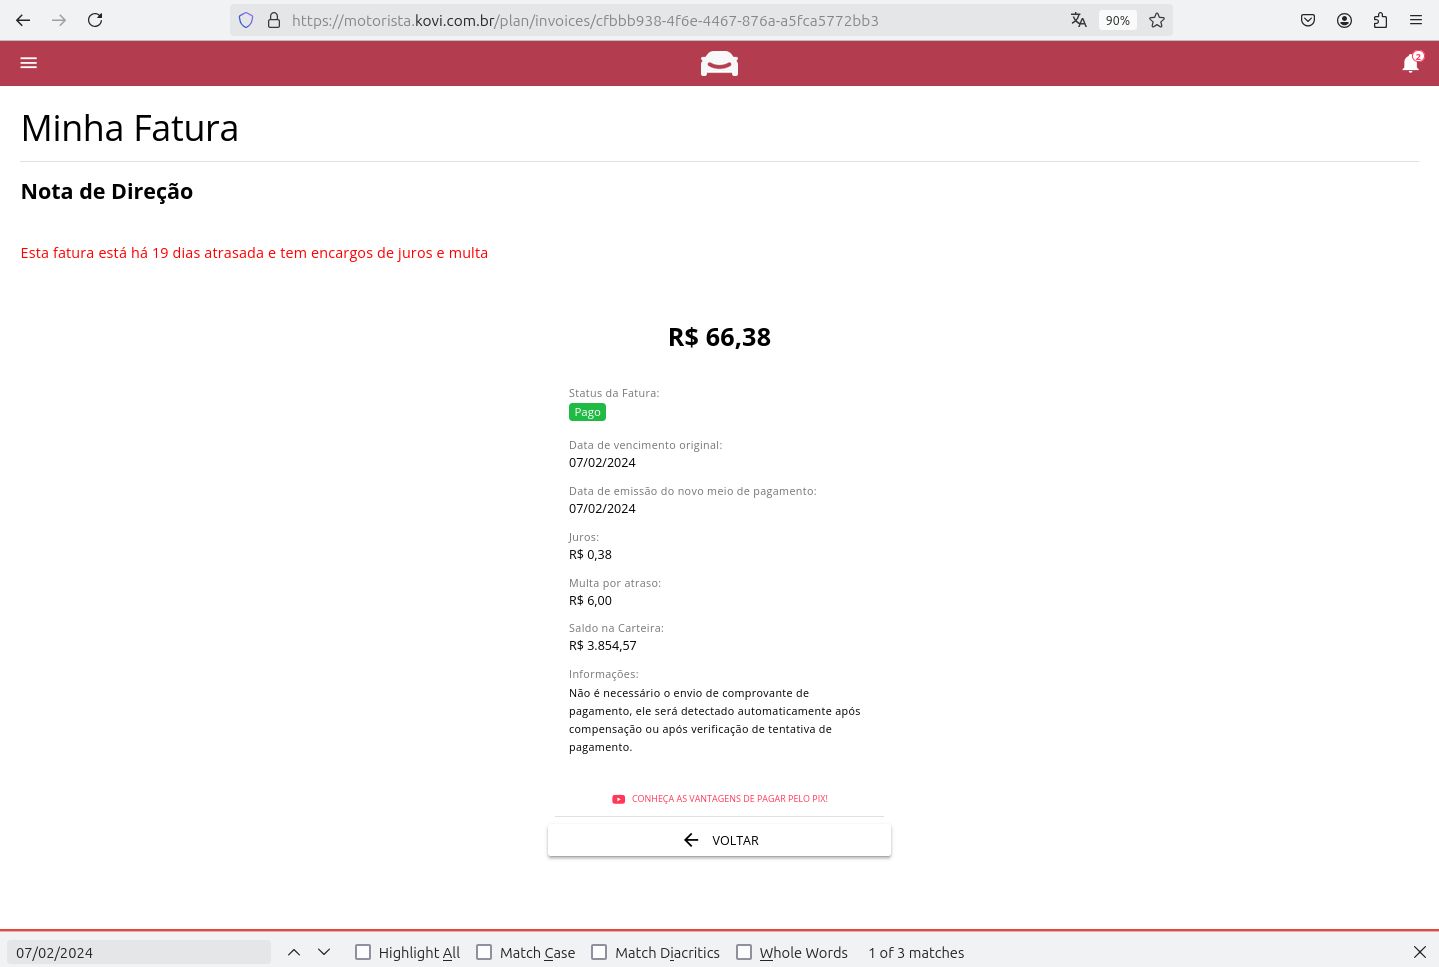 https://motorista.kovi.com.br/plan/invoices/cfbbb938-4f6e-4467-876a-a5fca5772bb3
90%
2
Minha Fatura
Nota de Direção
Esta fatura está há 19 dias atrasada e tem encargos de juros e multa
R$ 66,38
Status da Fatura:
Pago
Data de vencimento original:
07/02/2024
Data de emissão do novo meio de pagamento:
07/02/2024
Juros:
R$ 0,38
Multa por atraso:
R$ 6,00
Saldo na Carteira:
R$ 3.854,57
Informações:
Não é necessário o envio de comprovante de
pagamento, ele será detectado automaticamente após
compensação ou após verificação de tentativa de
pagamento.
CONHEÇA AS VANTAGENS DE PAGAR PELO PIX!
VOLTAR
07/02/2024 Highlight All Match Case Match Diacritics Whole Words 1 of 3 matches